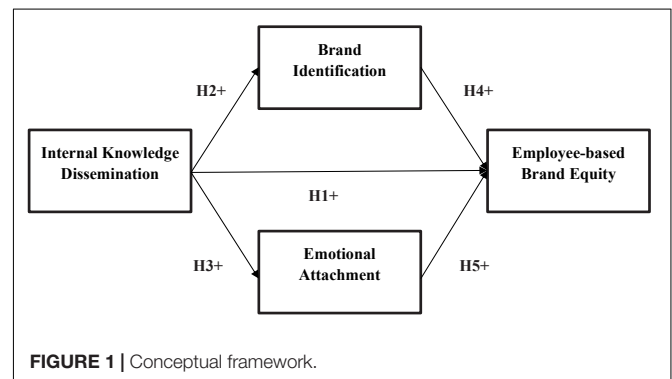 Brand
Identification
H2+
H4+
Internal Knowledge
Dissemination
Employee-based
Brand Equity
H1+
H3+
Emotional
Attachment
H5+
FIGURE 1 | Conceptual framework.